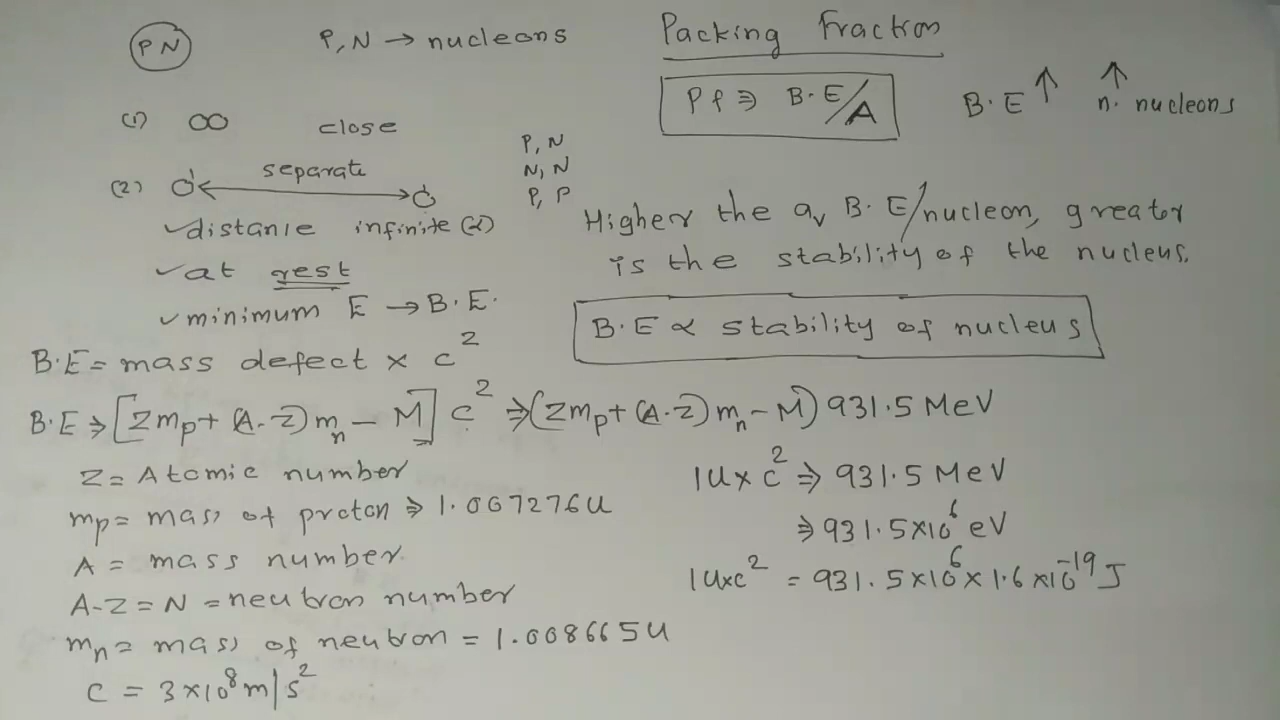 PN
P,N → nucleons
Packing Fraction
Pf ⇒ B.E/A
B.E ↑ ↑ n. nucleons
(1) OO close
(2) O ← separate → O
P, N
N, N
P, P
✓distance infinite (∝)
✓at rest
✓minimum E → B.E.
Higher the av B.E/nucleon, greator
is the stability of the nucleus.
B.E ∝ stability of nucleus
B.E = mass defect × c²
B.E ⇒ [Zmp + (A-Z)mn - M] c² ⇒ (Zmp + (A-Z)mn - M) 931.5 MeV
Z = Atomic number
mp = mass of proton ⇒ 1.007276U
A = mass number
A-Z = N = neutron number
mn = mass of neutron = 1.008665U
C = 3×10⁸m/s²
1U×c² ⇒ 931.5 MeV
⇒ 931.5×10⁶ eV
1U×c² = 931.5×10⁶×1.6×10⁻¹⁹J